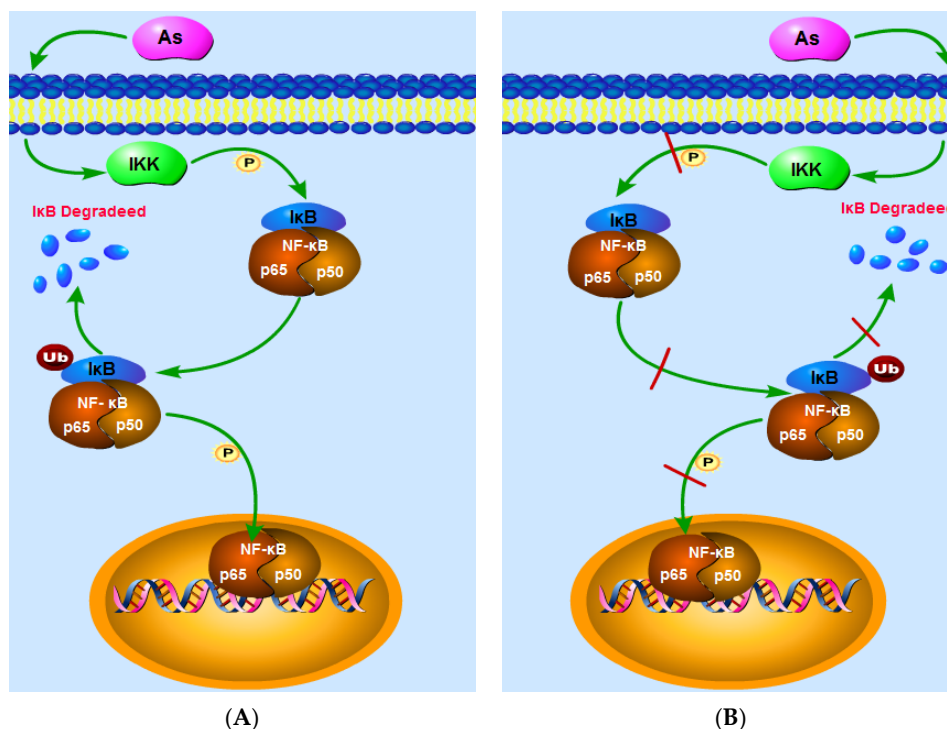 As
IKK
P
IκB Degradeed
IκB
NF-κB
p65 p50
Ub
IκB
NF- κB
p65 p50
P
NF-κB
p65 p50
(A)
As
P
IKK
IκB Degradeed
IκB
NF-κB
p65 p50
Ub
IκB
NF-κB
p65 p50
P
NF-κB
p65 p50
(B)